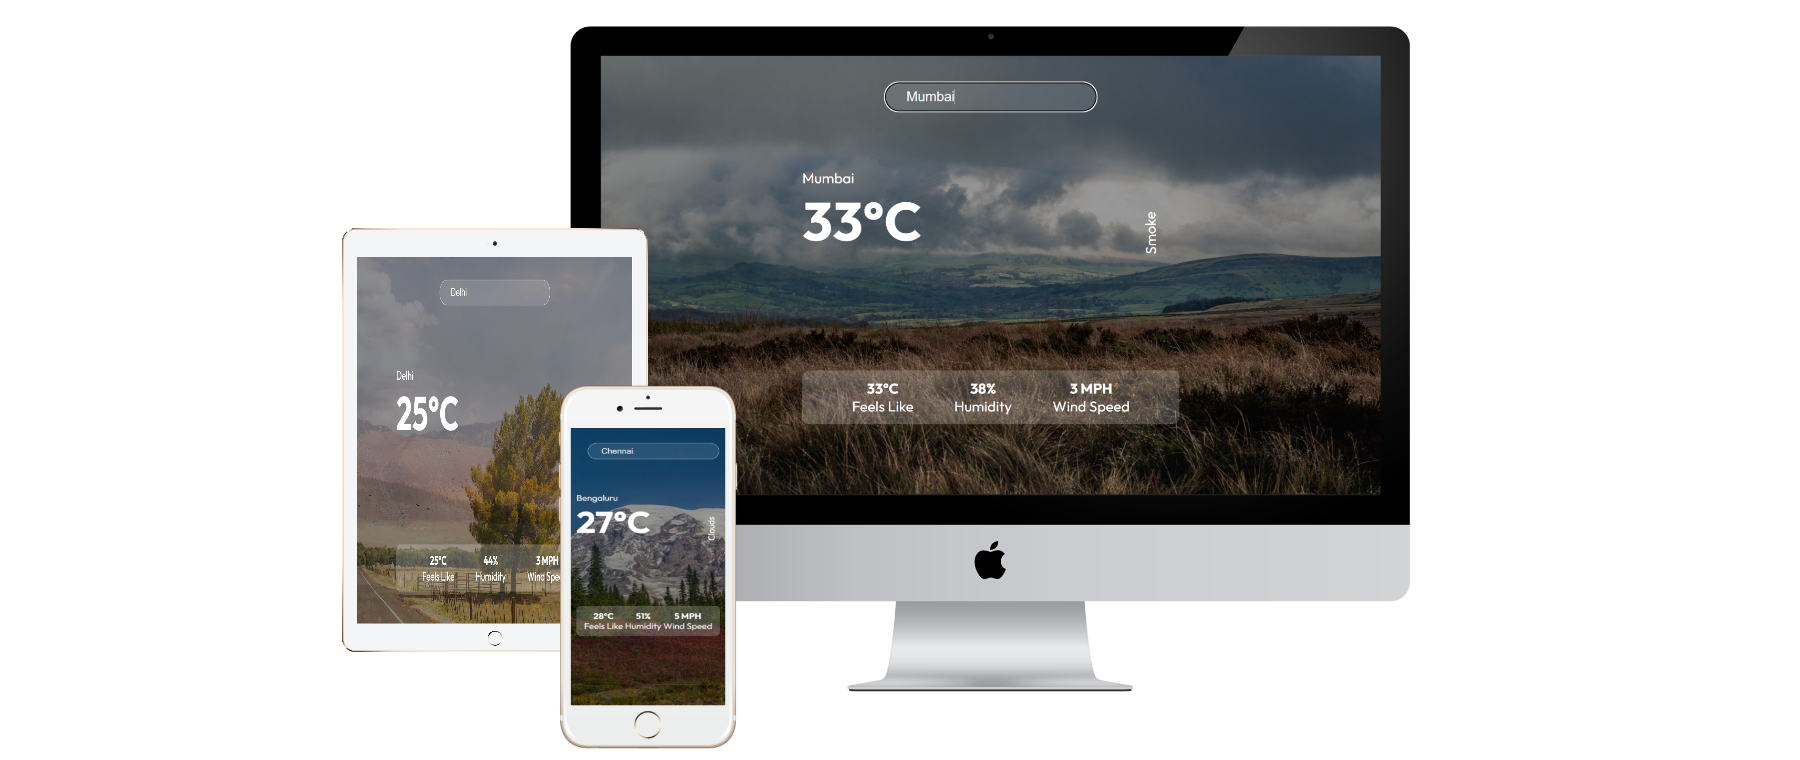 Mumbai
Mumbai
33°C
Smoke
33°C 38% 3 MPH
Feels Like Humidity Wind Speed
Delhi
Delhi
25°C
25°C 44% 3 MPH
Feels Like Humidity Wind Spe
Chennai
Bengaluru
27°C
Clouds
28°C 51% 5 MPH
Feels Like Humidity Wind Speed